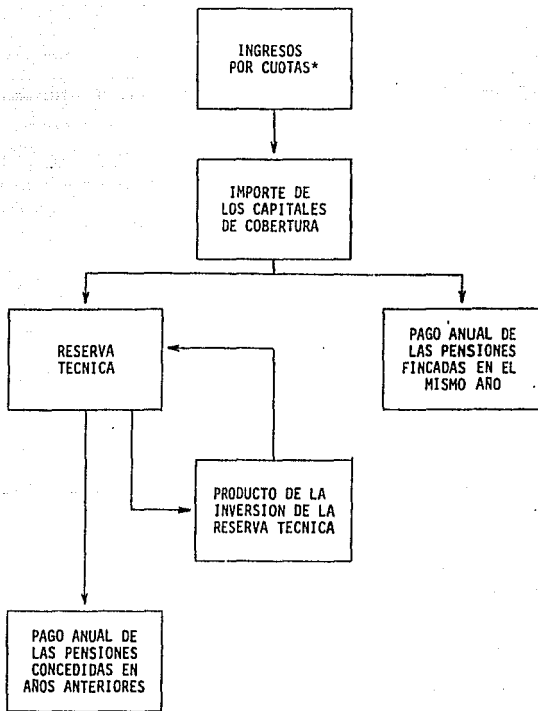 INGRESOS
POR CUOTAS*
IMPORTE DE
LOS CAPITALES
DE COBERTURA
RESERVA
TECNICA
PAGO ANUAL DE
LAS PENSIONES
FINCADAS EN EL
MISMO AÑO
PRODUCTO DE LA
INVERSION DE LA
RESERVA TECNICA
PAGO ANUAL DE
LAS PENSIONES
CONCEDIDAS EN
AÑOS ANTERIORES